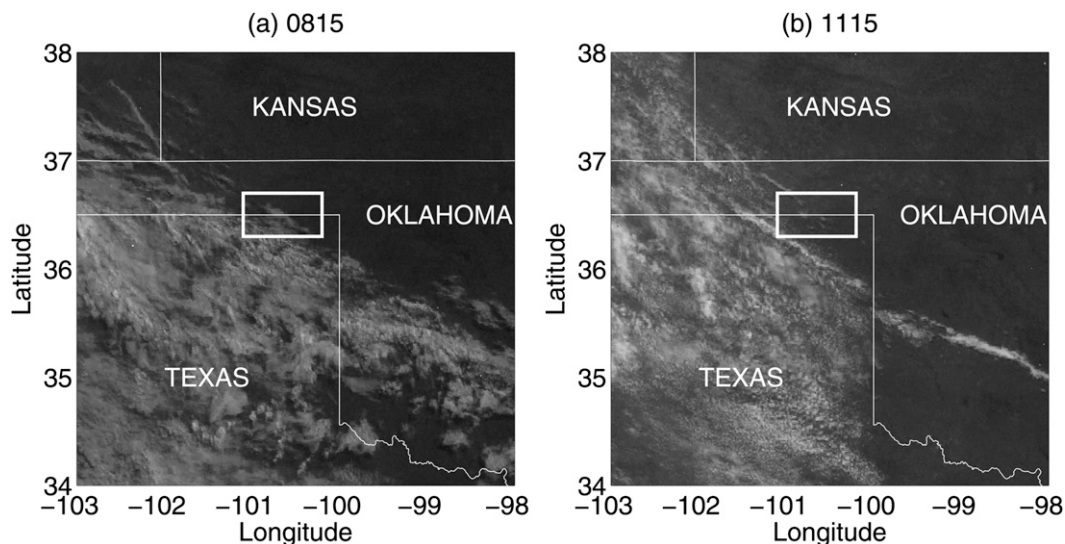 (a) 0815
(b) 1115
38
37
36
35
34
Latitude
KANSAS
OKLAHOMA
TEXAS
−103 −102 −101 −100 −99 −98
Longitude
38
37
36
35
34
Latitude
KANSAS
OKLAHOMA
TEXAS
−103 −102 −101 −100 −99 −98
Longitude